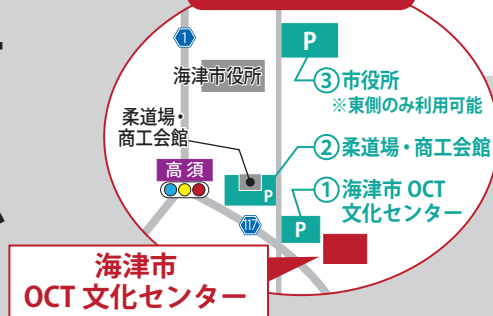 1
P
海津市役所
③市役所
※東側のみ利用可能
柔道場・
商工会館
②柔道場・商工会館
高須
P
①海津市 OCT
文化センター
P
117
海津市
OCT 文化センター